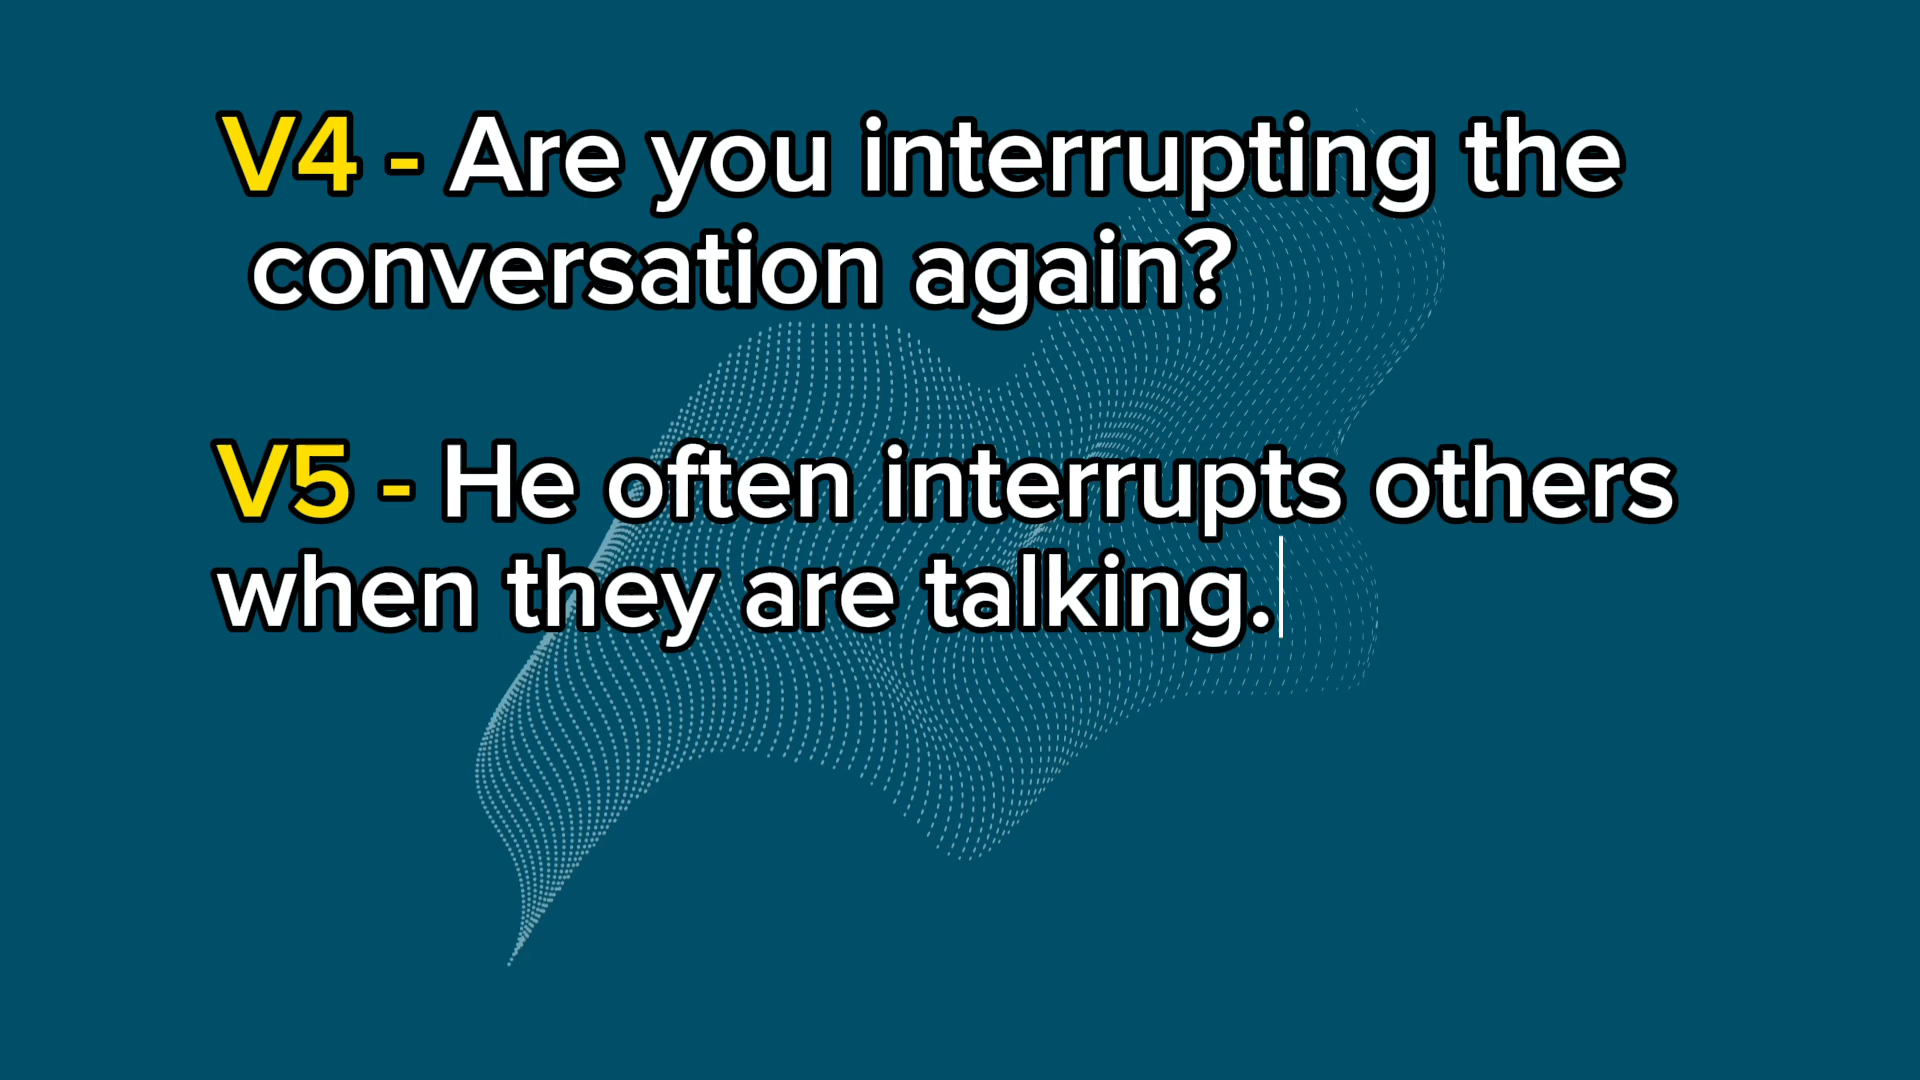 V4 - Are you interrupting the
conversation again?
V5 - He often interrupts others
when they are talking.